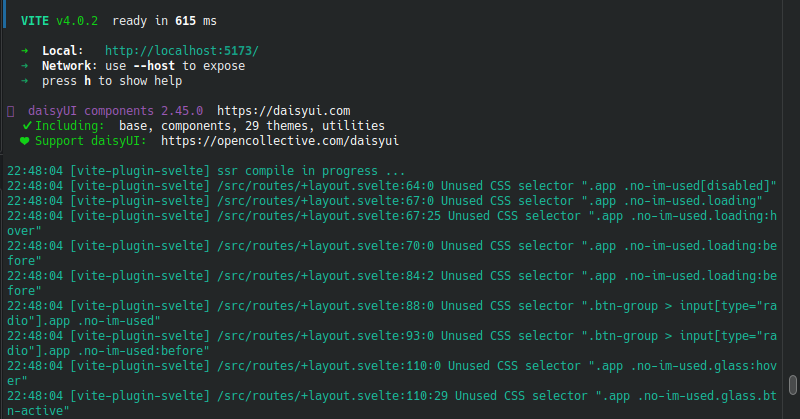 VITE v4.0.2 ready in 615 ms
➜ Local: http://localhost:5173/
➜ Network: use --host to expose
➜ press h to show help
daisyUI components 2.45.0 https://daisyui.com
✔︎ Including: base, components, 29 themes, utilities
❤︎ Support daisyUI: https://opencollective.com/daisyui
22:48:04 [vite-plugin-svelte] ssr compile in progress ...
22:48:04 [vite-plugin-svelte] /src/routes/+layout.svelte:64:0 Unused CSS selector ".app .no-im-used[disabled]"
22:48:04 [vite-plugin-svelte] /src/routes/+layout.svelte:67:0 Unused CSS selector ".app .no-im-used.loading"
22:48:04 [vite-plugin-svelte] /src/routes/+layout.svelte:67:25 Unused CSS selector ".app .no-im-used.loading:h
over"
22:48:04 [vite-plugin-svelte] /src/routes/+layout.svelte:70:0 Unused CSS selector ".app .no-im-used.loading:be
fore"
22:48:04 [vite-plugin-svelte] /src/routes/+layout.svelte:84:2 Unused CSS selector ".app .no-im-used.loading:be
fore"
22:48:04 [vite-plugin-svelte] /src/routes/+layout.svelte:88:0 Unused CSS selector ".btn-group > input[type="ra
dio"].app .no-im-used"
22:48:04 [vite-plugin-svelte] /src/routes/+layout.svelte:93:0 Unused CSS selector ".btn-group > input[type="ra
dio"].app .no-im-used:before"
22:48:04 [vite-plugin-svelte] /src/routes/+layout.svelte:110:0 Unused CSS selector ".app .no-im-used.glass:hov
er"
22:48:04 [vite-plugin-svelte] /src/routes/+layout.svelte:110:29 Unused CSS selector ".app .no-im-used.glass.bt
n-active"